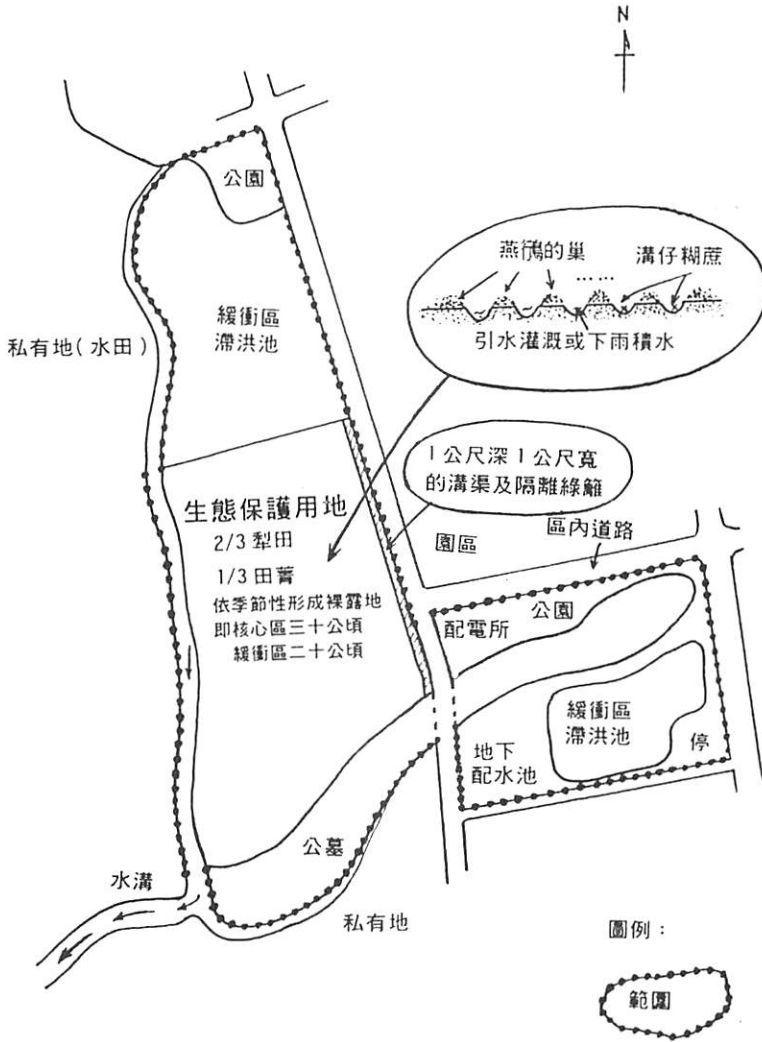 N
公園
燕鴴的巢
……
溝仔糊蔗
引水灌溉或下雨積水
緩衝區
滯洪池
私有地(水田)
1公尺深1公尺寬
的溝渠及隔離綠籬
生態保護用地
2/3 犁田
1/3 田菁
依季節性形成裸露地
即核心區三十公頃
緩衝區二十公頃
園區
區內道路
公園
配電所
緩衝區
滯洪池
停
地下
配水池
公墓
水溝
私有地
圖例：
範圍